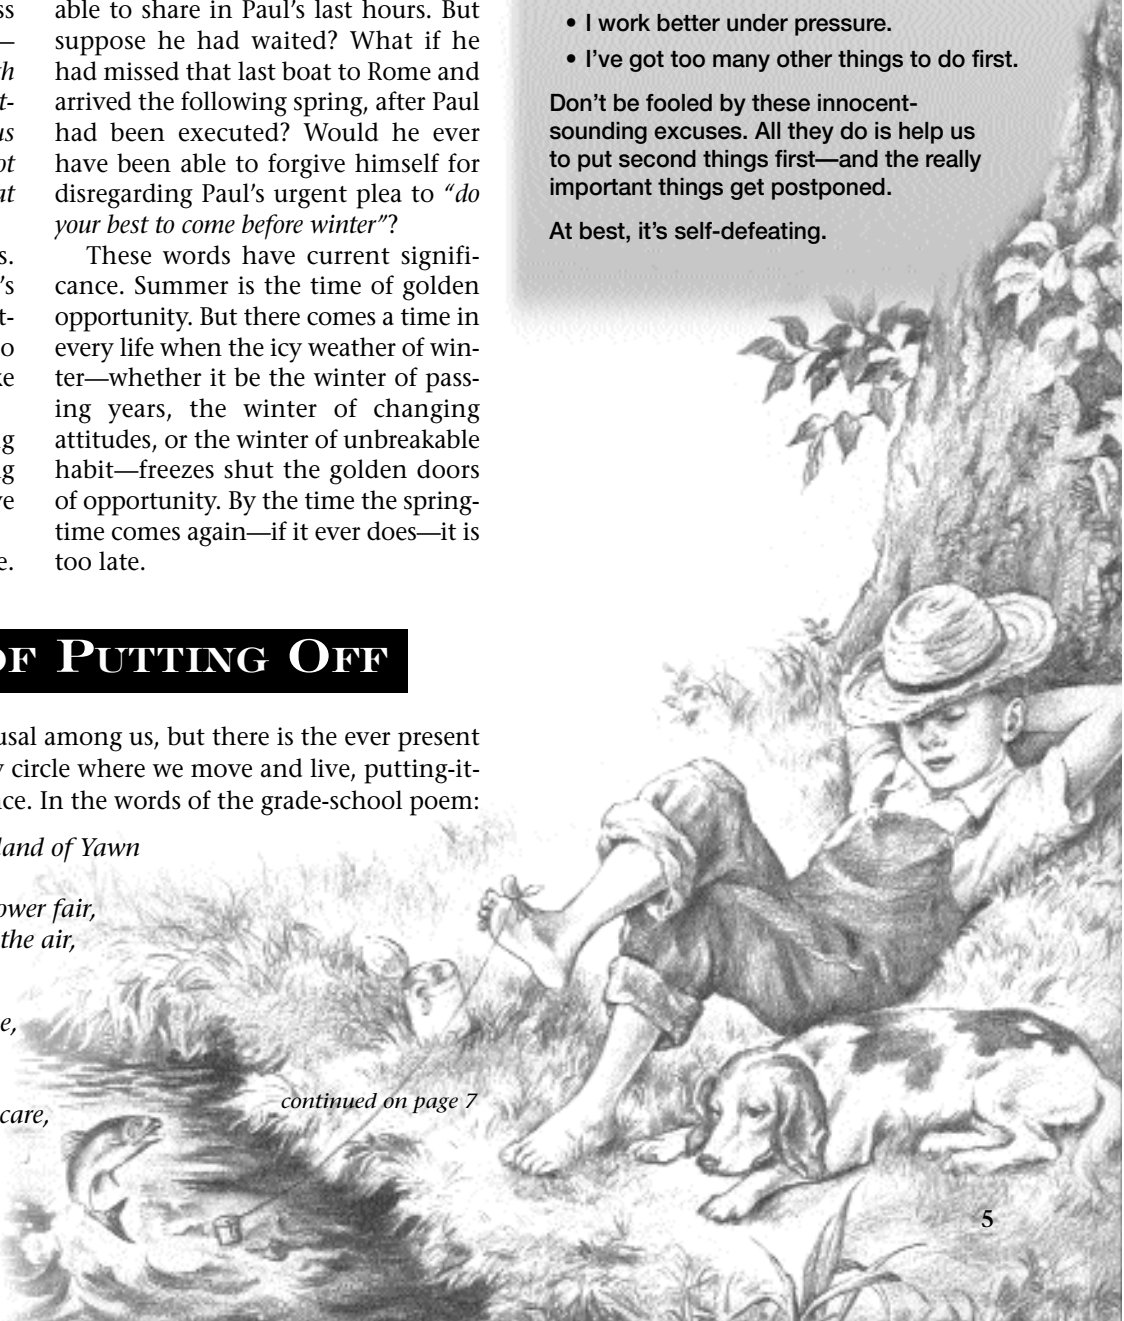 ss
—
th
t-
us
ot
at
s.
's
t-
o
ke
g
g
ve
e.
able to share in Paul's last hours. But
suppose he had waited? What if he
had missed that last boat to Rome and
arrived the following spring, after Paul
had been executed? Would he ever
have been able to forgive himself for
disregarding Paul's urgent plea to “do
your best to come before winter”?
These words have current signifi-
cance. Summer is the time of golden
opportunity. But there comes a time in
every life when the icy weather of win-
ter—whether it be the winter of pass-
ing years, the winter of changing
attitudes, or the winter of unbreakable
habit—freezes shut the golden doors
of opportunity. By the time the spring-
time comes again—if it ever does—it is
too late.
• I work better under pressure.
• I've got too many other things to do first.
Don't be fooled by these innocent-
sounding excuses. All they do is help us
to put second things first—and the really
important things get postponed.
At best, it's self-defeating.
OF PUTTING OFF
usal among us, but there is the ever present
y circle where we move and live, putting-it-
nce. In the words of the grade-school poem:
land of Yawn
ower fair,
the air,
e,
care,
continued on page 7
5